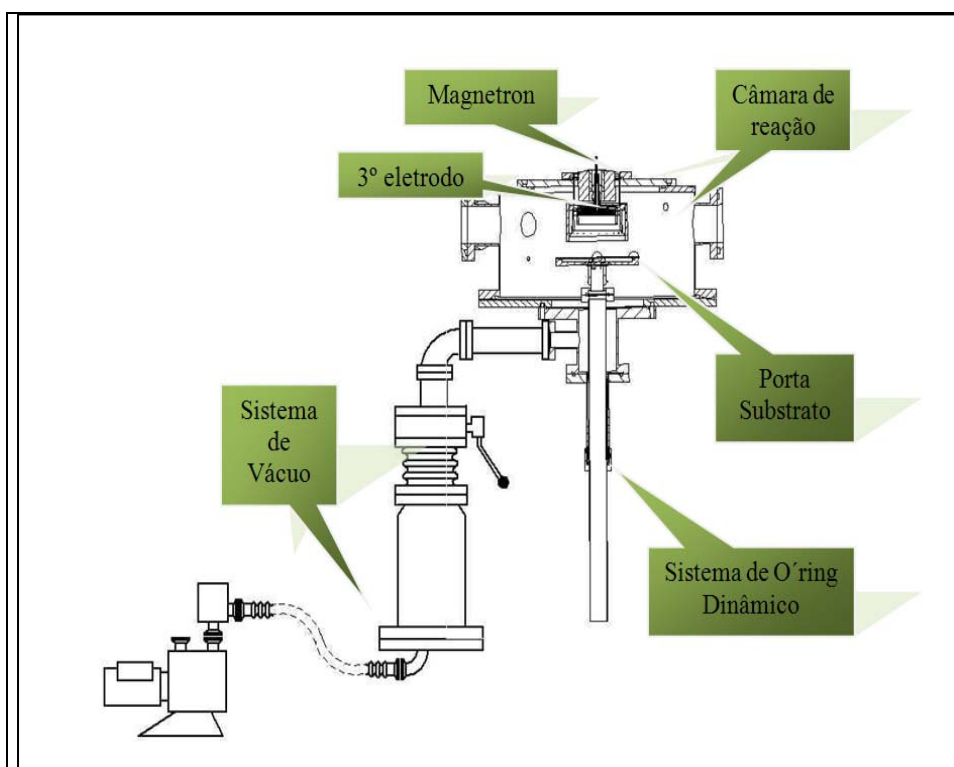 Magnetron
Câmara de
reação
3º eletrodo
Porta
Substrato
Sistema
de
Vácuo
Sistema de O´ring
Dinâmico